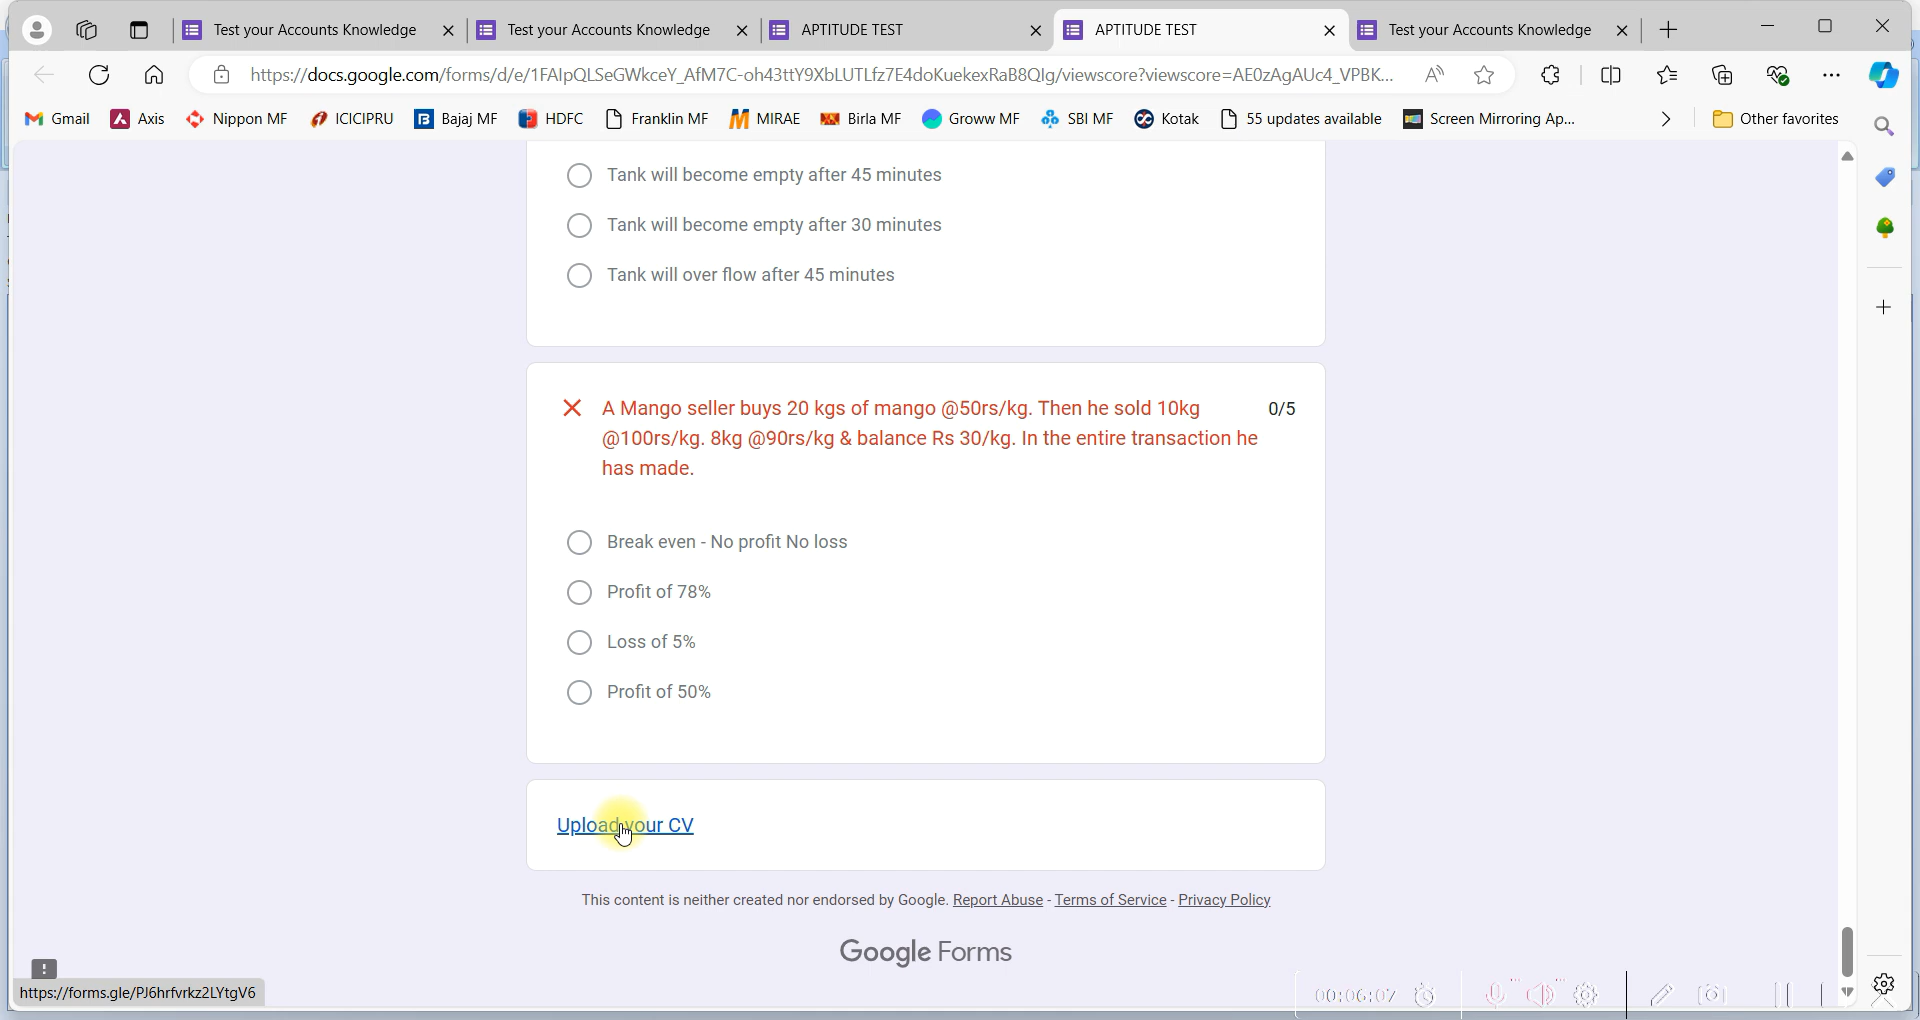 Test your Accounts Knowledge
Test your Accounts Knowledge
APTITUDE TEST
APTITUDE TEST
Test your Accounts Knowledge
https://docs.google.com/forms/d/e/1FAIpQLSeGWkceY_AfM7C-oh43ttY9XbLUTLfz7E4doKuekexRaB8QIg/viewscore?viewscore=AE0zAgAUc4_VPBK...
Gmail
Axis
Nippon MF
ICICIPRU
Bajaj MF
HDFC
Franklin MF
MIRAE
Birla MF
Groww MF
SBI MF
Kotak
55 updates available
Screen Mirroring Ap...
Other favorites
Tank will become empty after 45 minutes
Tank will become empty after 30 minutes
Tank will over flow after 45 minutes
A Mango seller buys 20 kgs of mango @50rs/kg. Then he sold 10kg
@100rs/kg. 8kg @90rs/kg & balance Rs 30/kg. In the entire transaction he
has made.
0/5
Break even - No profit No loss
Profit of 78%
Loss of 5%
Profit of 50%
Upload your CV
This content is neither created nor endorsed by Google. Report Abuse - Terms of Service - Privacy Policy
Google Forms
https://forms.gle/PJ6hrfvrkz2LYtgV6
00:06:07